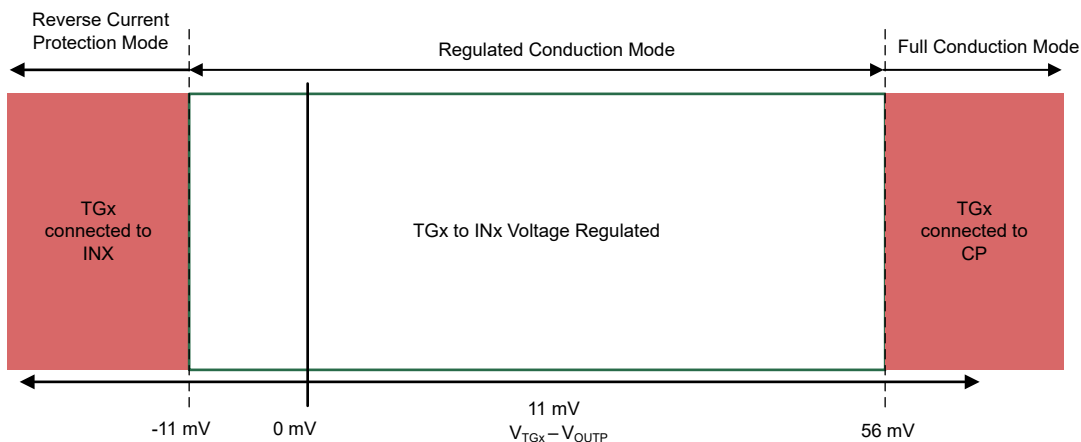 Reverse Current
Protection Mode
Regulated Conduction Mode
Full Conduction Mode
TGx
connected to
INX
TGx to INx Voltage Regulated
TGx
connected to
CP
-11 mV
0 mV
11 mV
56 mV
VTGx – VOUTP